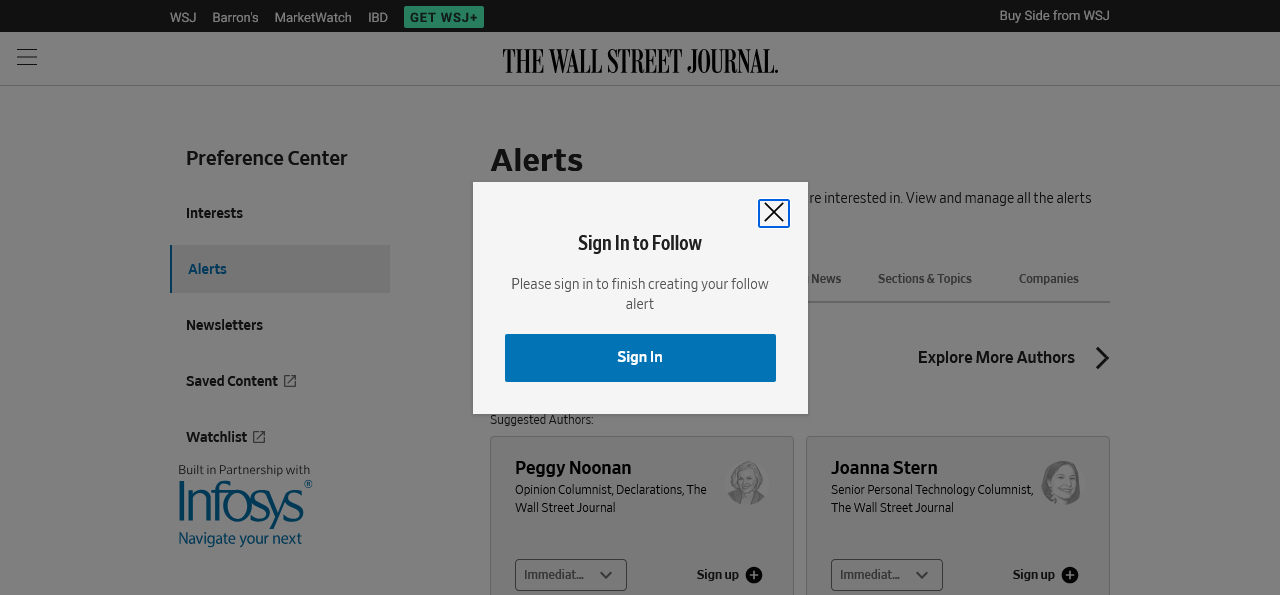 WSJ Barron's MarketWatch IBD GET WSJ+ Buy Side from WSJ
THE WALL STREET JOURNAL.
Preference Center
Interests
Alerts
Newsletters
Saved Content
Watchlist
Built in Partnership with
Infosys®
Navigate your next
Alerts
re interested in. View and manage all the alerts
News Sections & Topics Companies
Sign In to Follow
Please sign in to finish creating your follow
alert
Sign In
Explore More Authors
Suggested Authors:
Peggy Noonan
Opinion Columnist, Declarations, The
Wall Street Journal
Immediat... Sign up
Joanna Stern
Senior Personal Technology Columnist,
The Wall Street Journal
Immediat... Sign up